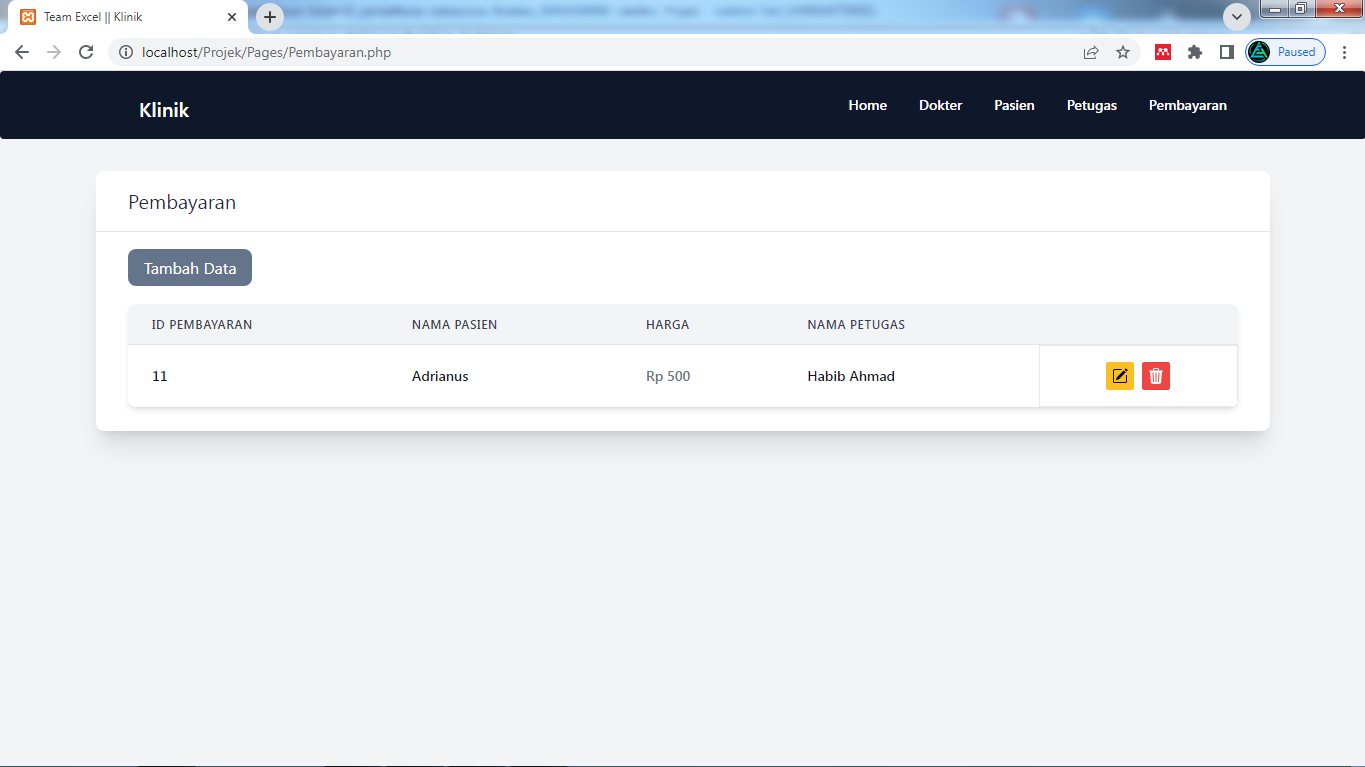 Team Excel || Klinik
localhost/Projek/Pages/Pembayaran.php
Paused
Klinik
Home Dokter Pasien Petugas Pembayaran
Pembayaran
Tambah Data
ID PEMBAYARAN NAMA PASIEN HARGA NAMA PETUGAS
11 Adrianus Rp 500 Habib Ahmad